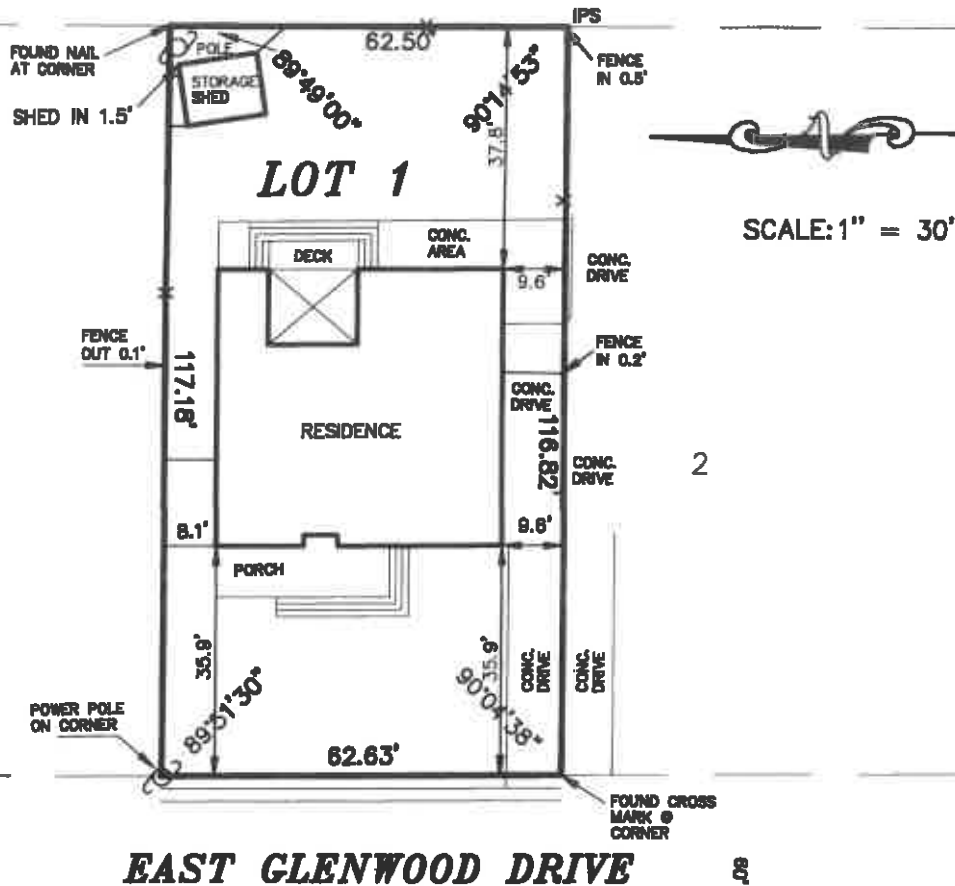 IPS
FOUND NAIL
AT CORNER
POLE
62.50'
FENCE
IN 0.5'
STORAGE
SHED
89°49'00"
90°14'53"
SHED IN 1.5'
37.8'
LOT 1
SCALE: 1" = 30'
DECK
CONC.
AREA
CONC.
DRIVE
9.6'
FENCE
OUT 0.1'
FENCE
IN 0.2'
117.18'
CONC.
DRIVE
116.82'
RESIDENCE
CONC.
DRIVE
2
8.1'
9.6'
PORCH
35.9'
35.9'
CONC.
DRIVE
CONC.
DRIVE
89°51'30"
90°04'38"
POWER POLE
ON CORNER
62.63'
FOUND CROSS
MARK @
CORNER
EAST GLENWOOD DRIVE